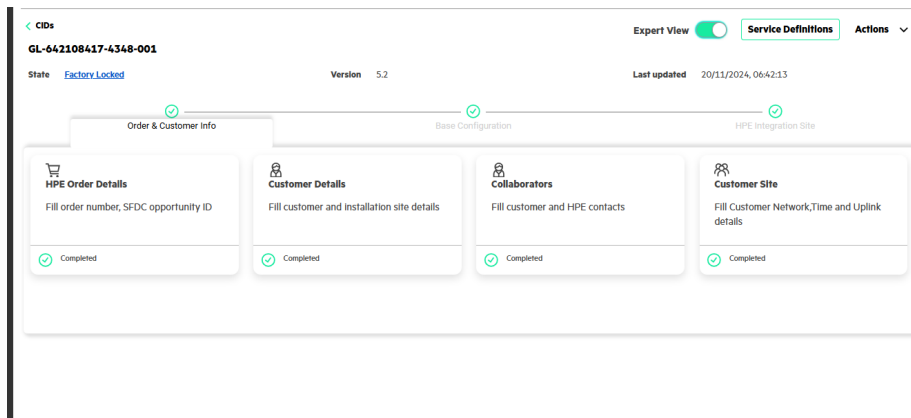 CIDs
Expert View
Service Definitions
Actions
GL-642108417-4348-001
State Factory Locked
Version 5.2
Last updated 20/11/2024, 06:42:13
Order & Customer Info
Base Configuration
HPE Integration Site
HPE Order Details
Fill order number, SFDC opportunity ID
Completed
Customer Details
Fill customer and installation site details
Completed
Collaborators
Fill customer and HPE contacts
Completed
Customer Site
Fill Customer Network,Time and Uplink
details
Completed